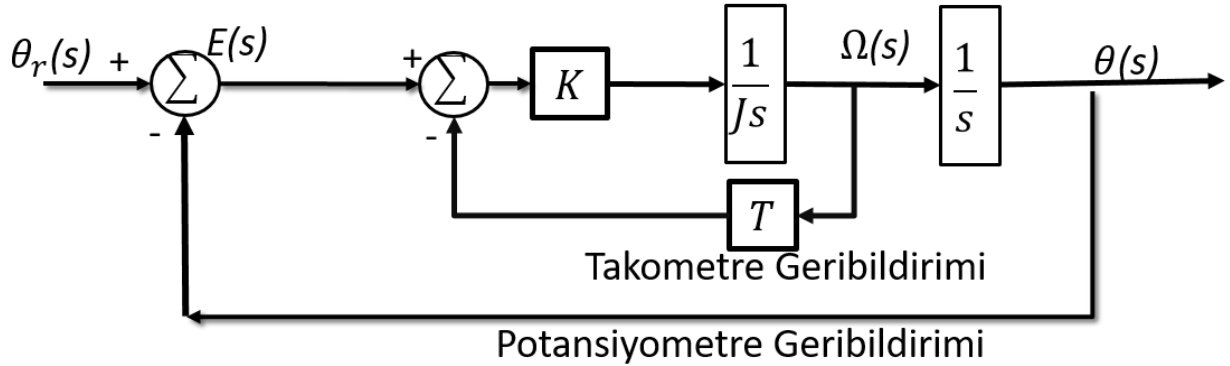 θᵣ(s) + Σ E(s) + Σ K 1/Js Ω(s) 1/s θ(s)
- -
T
Takometre Geribildirimi
Potansiyometre Geribildirimi